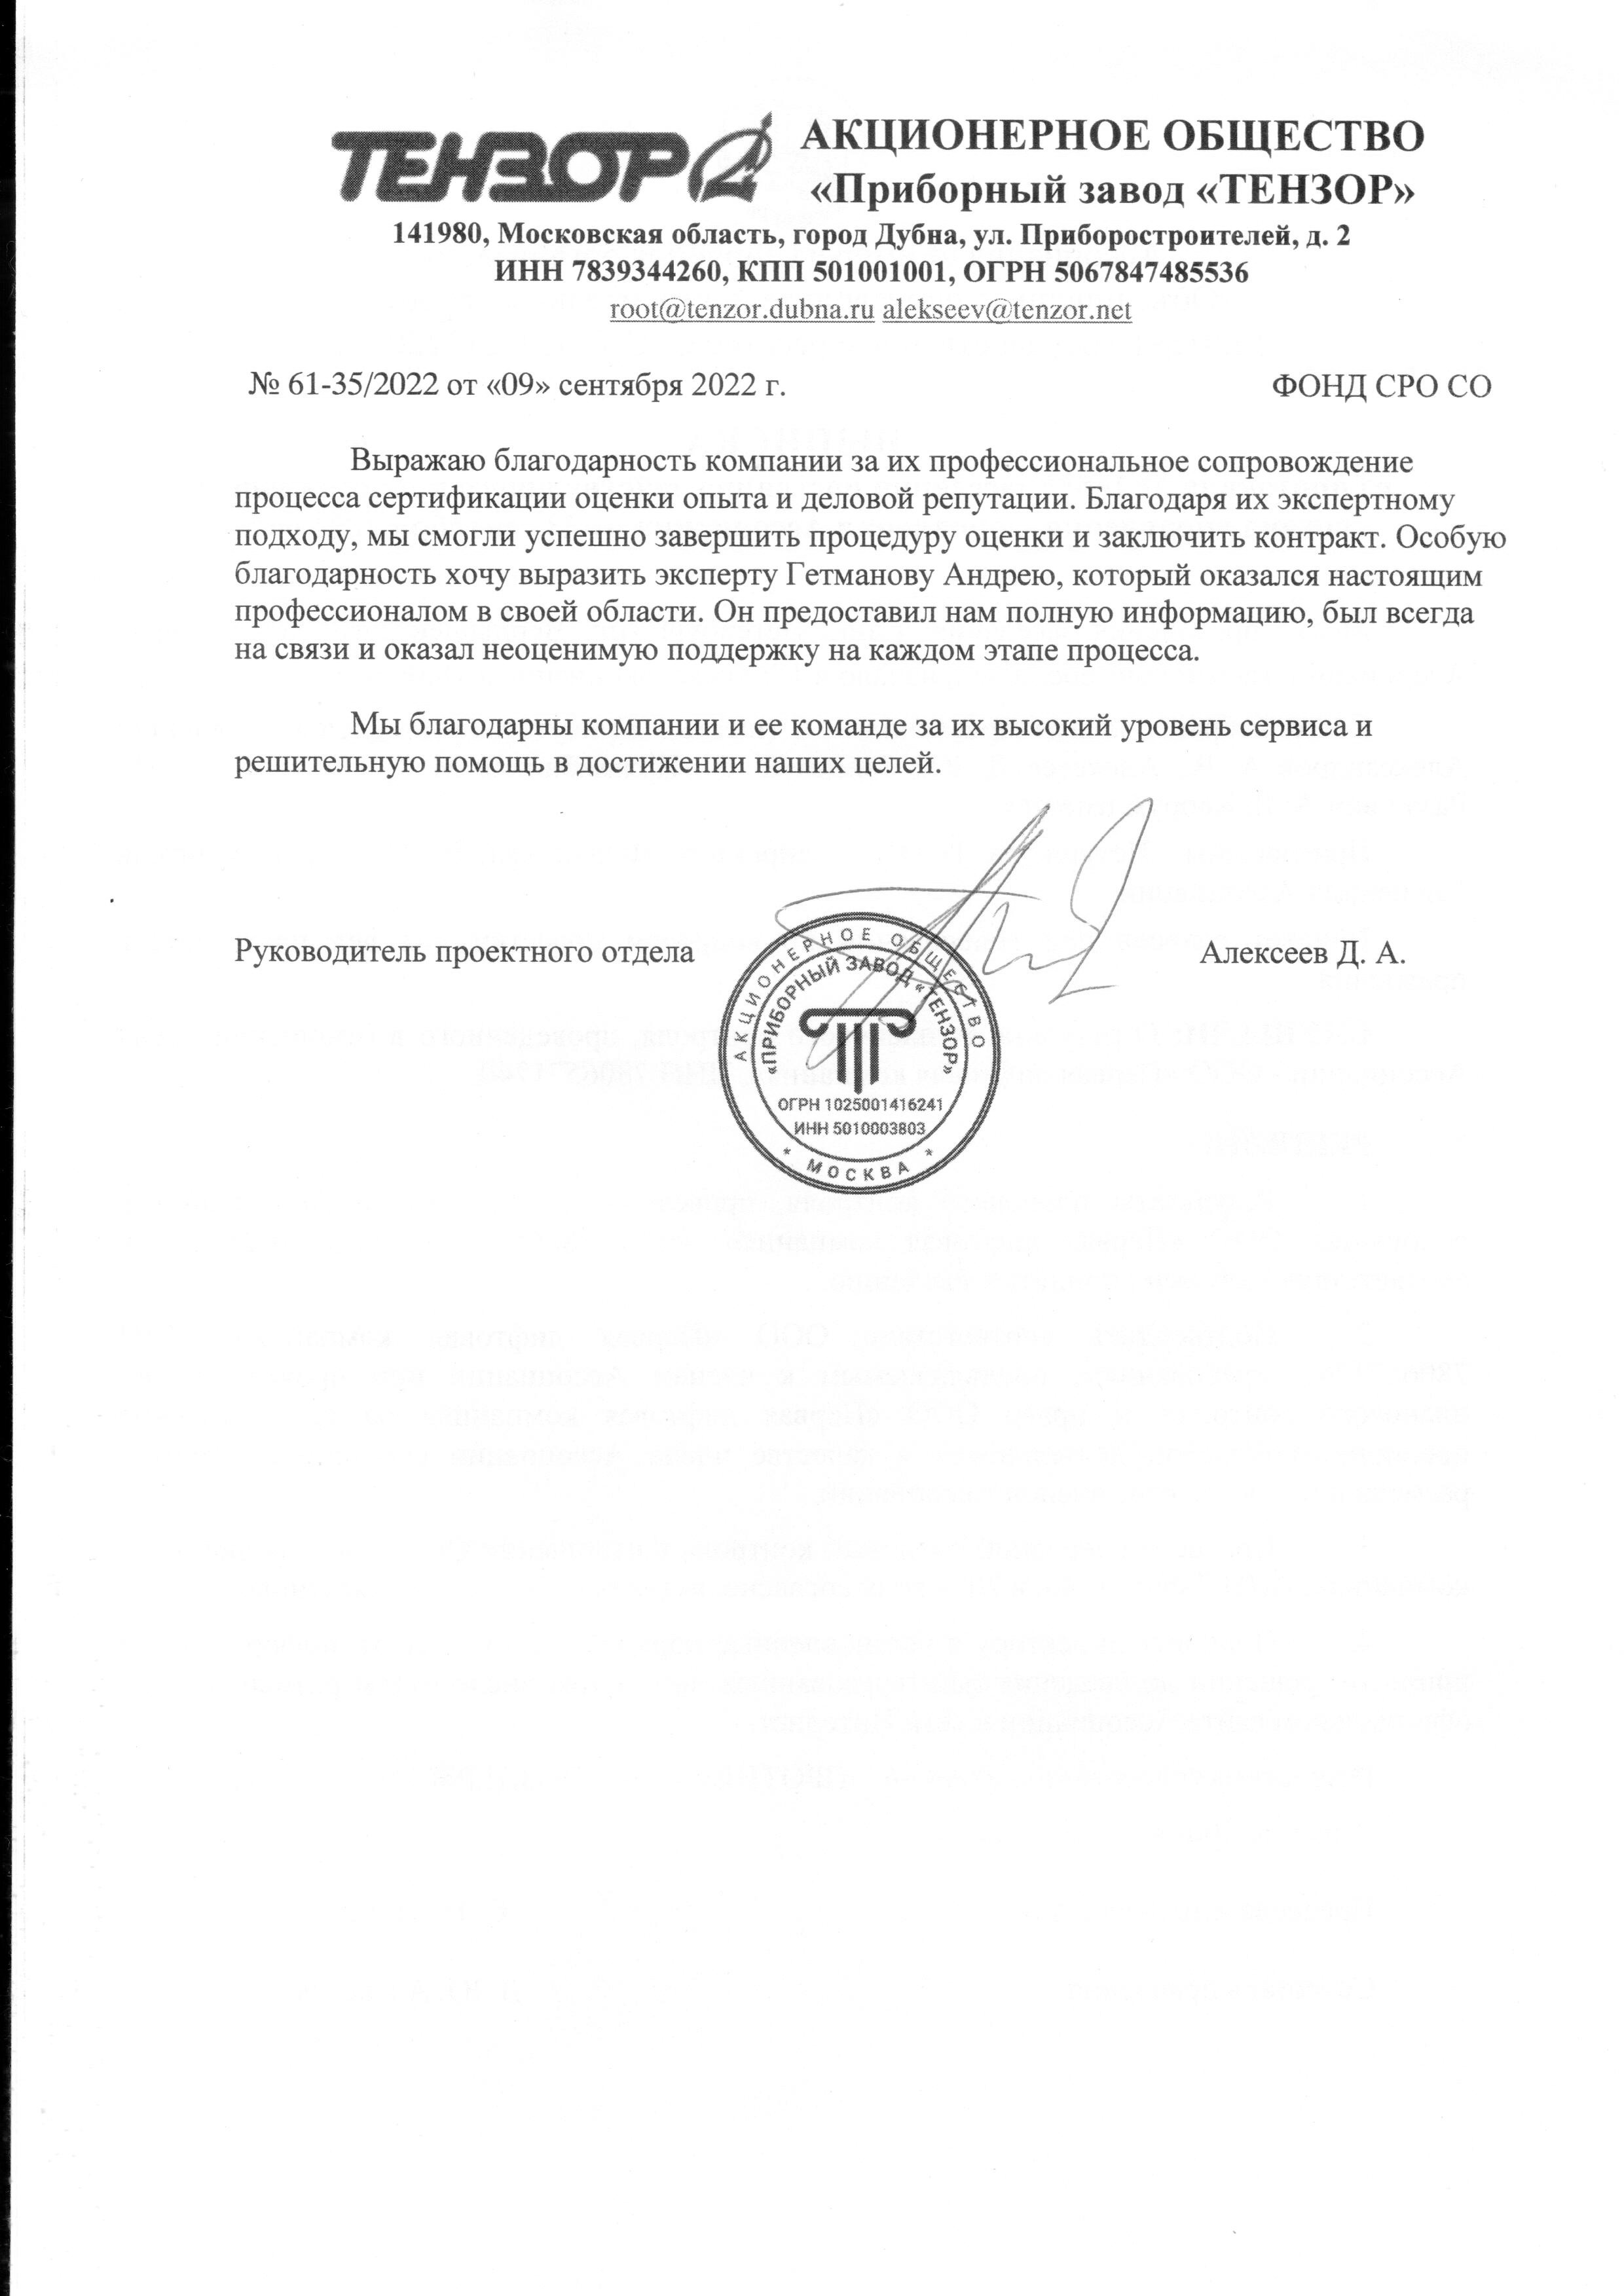 ТЕНЗОР
АКЦИОНЕРНОЕ ОБЩЕСТВО
«Приборный завод «ТЕНЗОР»
141980, Московская область, город Дубна, ул. Приборостроителей, д. 2
ИНН 7839344260, КПП 501001001, ОГРН 5067847485536
root@tenzor.dubna.ru alekseev@tenzor.net
№ 61-35/2022 от «09» сентября 2022 г.
ФОНД СРО СО
Выражаю благодарность компании за их профессиональное сопровождение
процесса сертификации оценки опыта и деловой репутации. Благодаря их экспертному
подходу, мы смогли успешно завершить процедуру оценки и заключить контракт. Особую
благодарность хочу выразить эксперту Гетманову Андрею, который оказался настоящим
профессионалом в своей области. Он предоставил нам полную информацию, был всегда
на связи и оказал неоценимую поддержку на каждом этапе процесса.
Мы благодарны компании и ее команде за их высокий уровень сервиса и
решительную помощь в достижении наших целей.
Руководитель проектного отдела
Алексеев Д. А.
АКЦИОНЕРНОЕ ОБЩЕСТВО
«ПРИБОРНЫЙ ЗАВОД «ТЕНЗОР»
ОГРН 1025001416241
ИНН 5010003803
* МОСКВА *